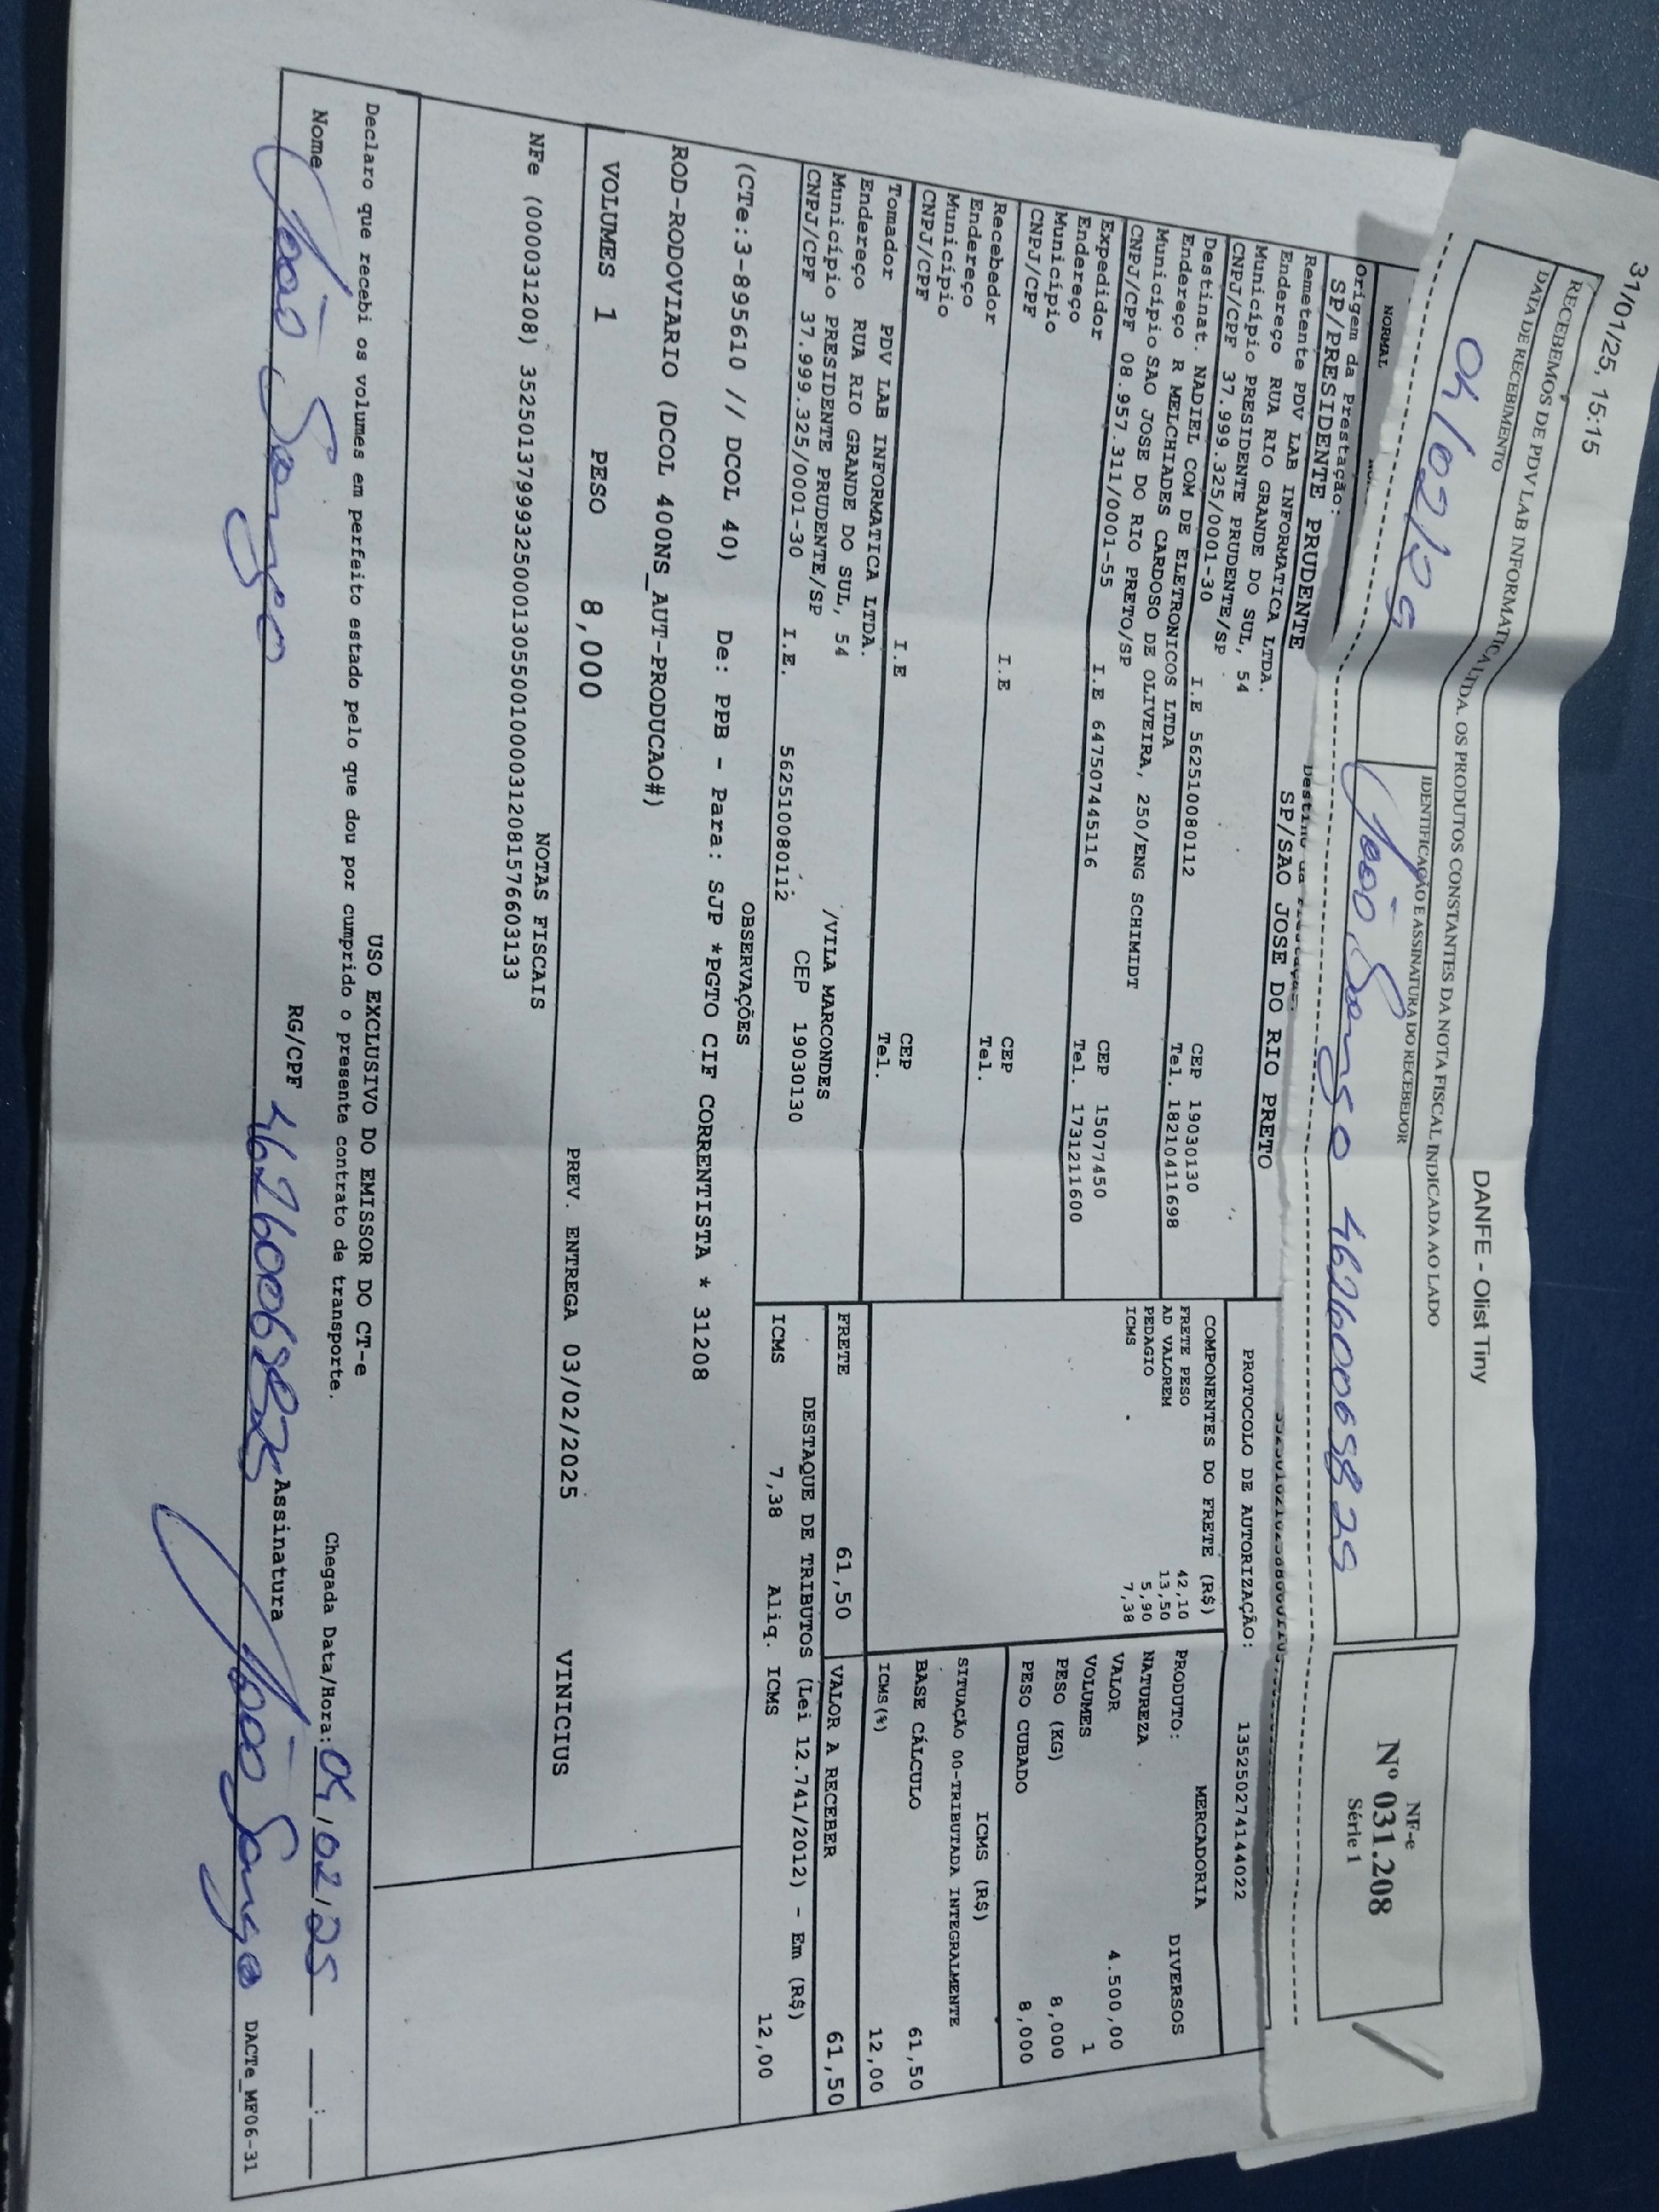 31/01/25, 15:15
DANFE - Olist Tiny
RECEBEMOS DE PDV LAB INFORMATICA LTDA. OS PRODUTOS CONSTANTES DA NOTA FISCAL INDICADA AO LADO
DATA DE RECEBIMENTO
IDENTIFICAÇÃO E ASSINATURA DO RECEBEDOR
04/02/25
João 46260065825
NF-e
Nº 031.208
Série 1
NORMAL
Origem da Prestação:
SP/PRESIDENTE PRUDENTE
SP/SAO JOSE DO RIO PRETO
PROTOCOLO DE AUTORIZAÇÃO: 135250274144022
Remetente PDV LAB INFORMATICA LTDA.
Endereço RUA RIO GRANDE DO SUL, 54
Município PRESIDENTE PRUDENTE/SP CEP 19030130
CNPJ/CPF 37.999.325/0001-30 I.E 562510080112 Tel. 18210411698
Destinat. NADIEL COM DE ELETRONICOS LTDA
Endereço R MELCHIADES CARDOSO DE OLIVEIRA, 250/ENG SCHIMIDT
Município SAO JOSE DO RIO PRETO/SP CEP 15077450
CNPJ/CPF 08.957.311/0001-55 I.E 647507445116 Tel. 1731211600
Expedidor
Endereço
Município CEP
CNPJ/CPF I.E Tel.
Recebedor
Endereço
Município CEP
CNPJ/CPF I.E Tel.
Tomador PDV LAB INFORMATICA LTDA.
Endereço RUA RIO GRANDE DO SUL, 54 /VILA MARCONDES
Município PRESIDENTE PRUDENTE/SP CEP 19030130
CNPJ/CPF 37.999.325/0001-30 I.E. 562510080112
COMPONENTES DO FRETE (R$)
FRETE PESO 42,10
AD VALOREM 13,50
PEDAGIO 5,90
ICMS 7,38
MERCADORIA
PRODUTO: DIVERSOS
NATUREZA
VALOR 4.500,00
VOLUMES 1
PESO (KG) 8,000
PESO CUBADO 8,000
ICMS (R$)
SITUAÇÃO 00-TRIBUTADA INTEGRALMENTE
BASE CÁLCULO 61,50
ICMS(%) 12,00
FRETE 61,50
VALOR A RECEBER 61,50
DESTAQUE DE TRIBUTOS (Lei 12.741/2012) - Em (R$)
ICMS 7,38 Aliq. ICMS 12,00
OBSERVAÇÕES
(CTe:3-895610 // DCOL 40) De: PPB - Para: SJP *PGTO CIF CORRENTISTA * 31208
ROD-RODOVIARIO (DCOL 400NS_AUT-PRODUCAO#)
VOLUMES 1 PESO 8,000 PREV. ENTREGA 03/02/2025 VINICIUS
NOTAS FISCAIS
NFe (000031208) 35250137999325000130550010000312081576603133
USO EXCLUSIVO DO EMISSOR DO CT-e
Declaro que recebi os volumes em perfeito estado pelo que dou por cumprido o presente contrato de transporte.
Chegada Data/Hora: 04/02/25 __:__
Nome João RG/CPF 46260065825 Assinatura João
DACTe_MF06-31